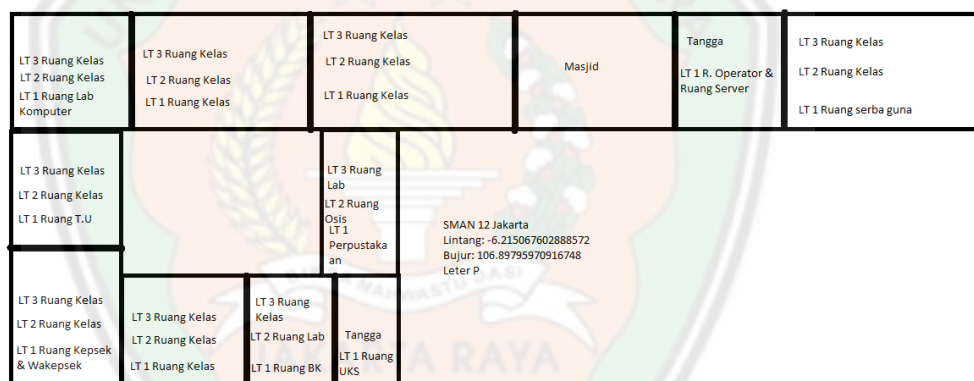 LT 3 Ruang Kelas
LT 2 Ruang Kelas
LT 1 Ruang Lab
Komputer
LT 3 Ruang Kelas
LT 2 Ruang Kelas
LT 1 Ruang Kelas
LT 3 Ruang Kelas
LT 2 Ruang Kelas
LT 1 Ruang Kelas
Masjid
Tangga
LT 1 R. Operator &
Ruang Server
LT 3 Ruang Kelas
LT 2 Ruang Kelas
LT 1 Ruang serba guna
LT 3 Ruang Kelas
LT 2 Ruang Kelas
LT 1 Ruang T.U
LT 3 Ruang
Lab
LT 2 Ruang
Osis
LT 1
Perpustaka
an
SMAN 12 Jakarta
Lintang: -6.215067602888572
Bujur: 106.89795970916748
Leter P
LT 3 Ruang Kelas
LT 2 Ruang Kelas
LT 1 Ruang Kepsek
& Wakepsek
LT 3 Ruang Kelas
LT 2 Ruang Kelas
LT 1 Ruang Kelas
LT 3 Ruang
Kelas
LT 2 Ruang Lab
LT 1 Ruang BK
Tangga
LT 1 Ruang
UKS
JAKARTA RAYA